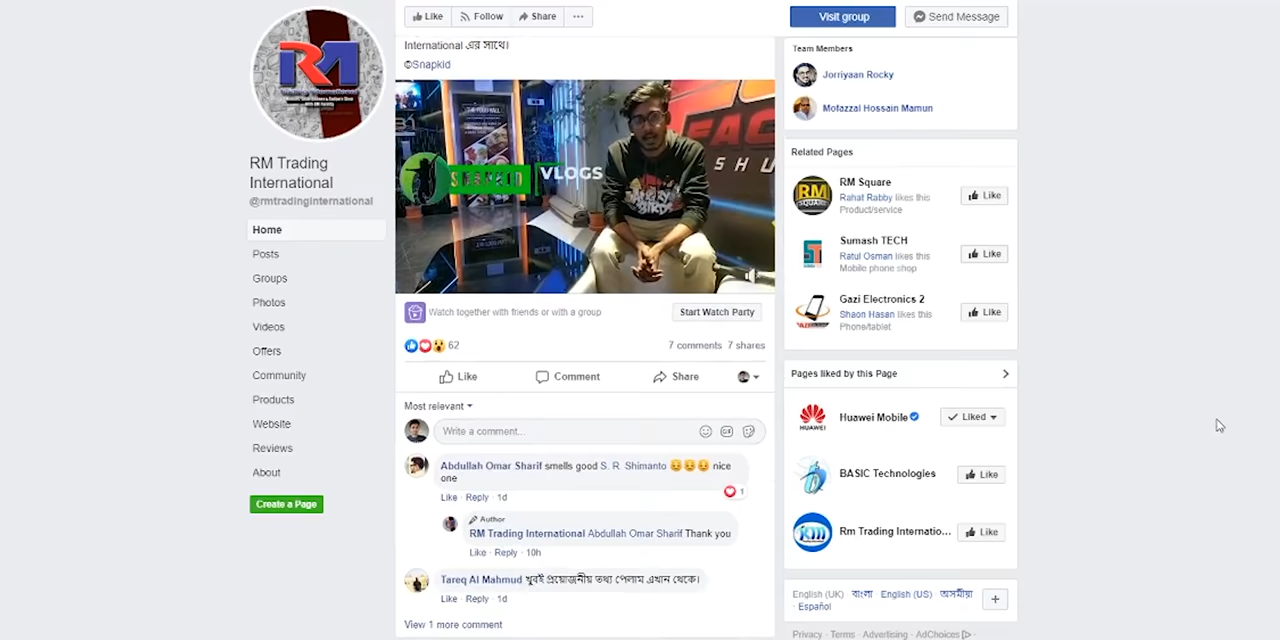 Like
Follow
Share
Visit group
Send Message
RM
RM Trading
International
@rmtradinginternational
Home
Posts
Groups
Photos
Videos
Offers
Community
Products
Website
Reviews
About
Create a Page
International এর সাথে।
©Snapkid
SNAPKID
VLOGS
FAC
SHU
Watch together with friends or with a group
Start Watch Party
62
7 comments 7 shares
Like
Comment
Share
Most relevant
Write a comment...
GIF
Abdullah Omar Sharif smells good S. R. Shimanto 😣😣😣 nice
one
1
Like · Reply · 1d
Author
RM Trading International Abdullah Omar Sharif Thank you
Like · Reply · 10h
Tareq Al Mahmud খুবই প্রয়োজনীয় তথ্য পেলাম এখান থেকে।
Like · Reply · 1d
View 1 more comment
Team Members
Jorriyaan Rocky
Mofazzal Hossain Mamun
Related Pages
RM
SQUARE
RM Square
Rahat Rabby likes this
Product/service
Like
Sumash TECH
Ratul Osman likes this
Mobile phone shop
Like
Gazi Electronics 2
Shaon Hasan likes this
Phone/tablet
Like
Pages liked by this Page
HUAWEI
Huawei Mobile
Liked
BASIC Technologies
Like
Rm Trading Internatio...
Like
English (UK) বাংলা English (US) অসমীয়া
· Español
Privacy · Terms · Advertising · AdChoices ·